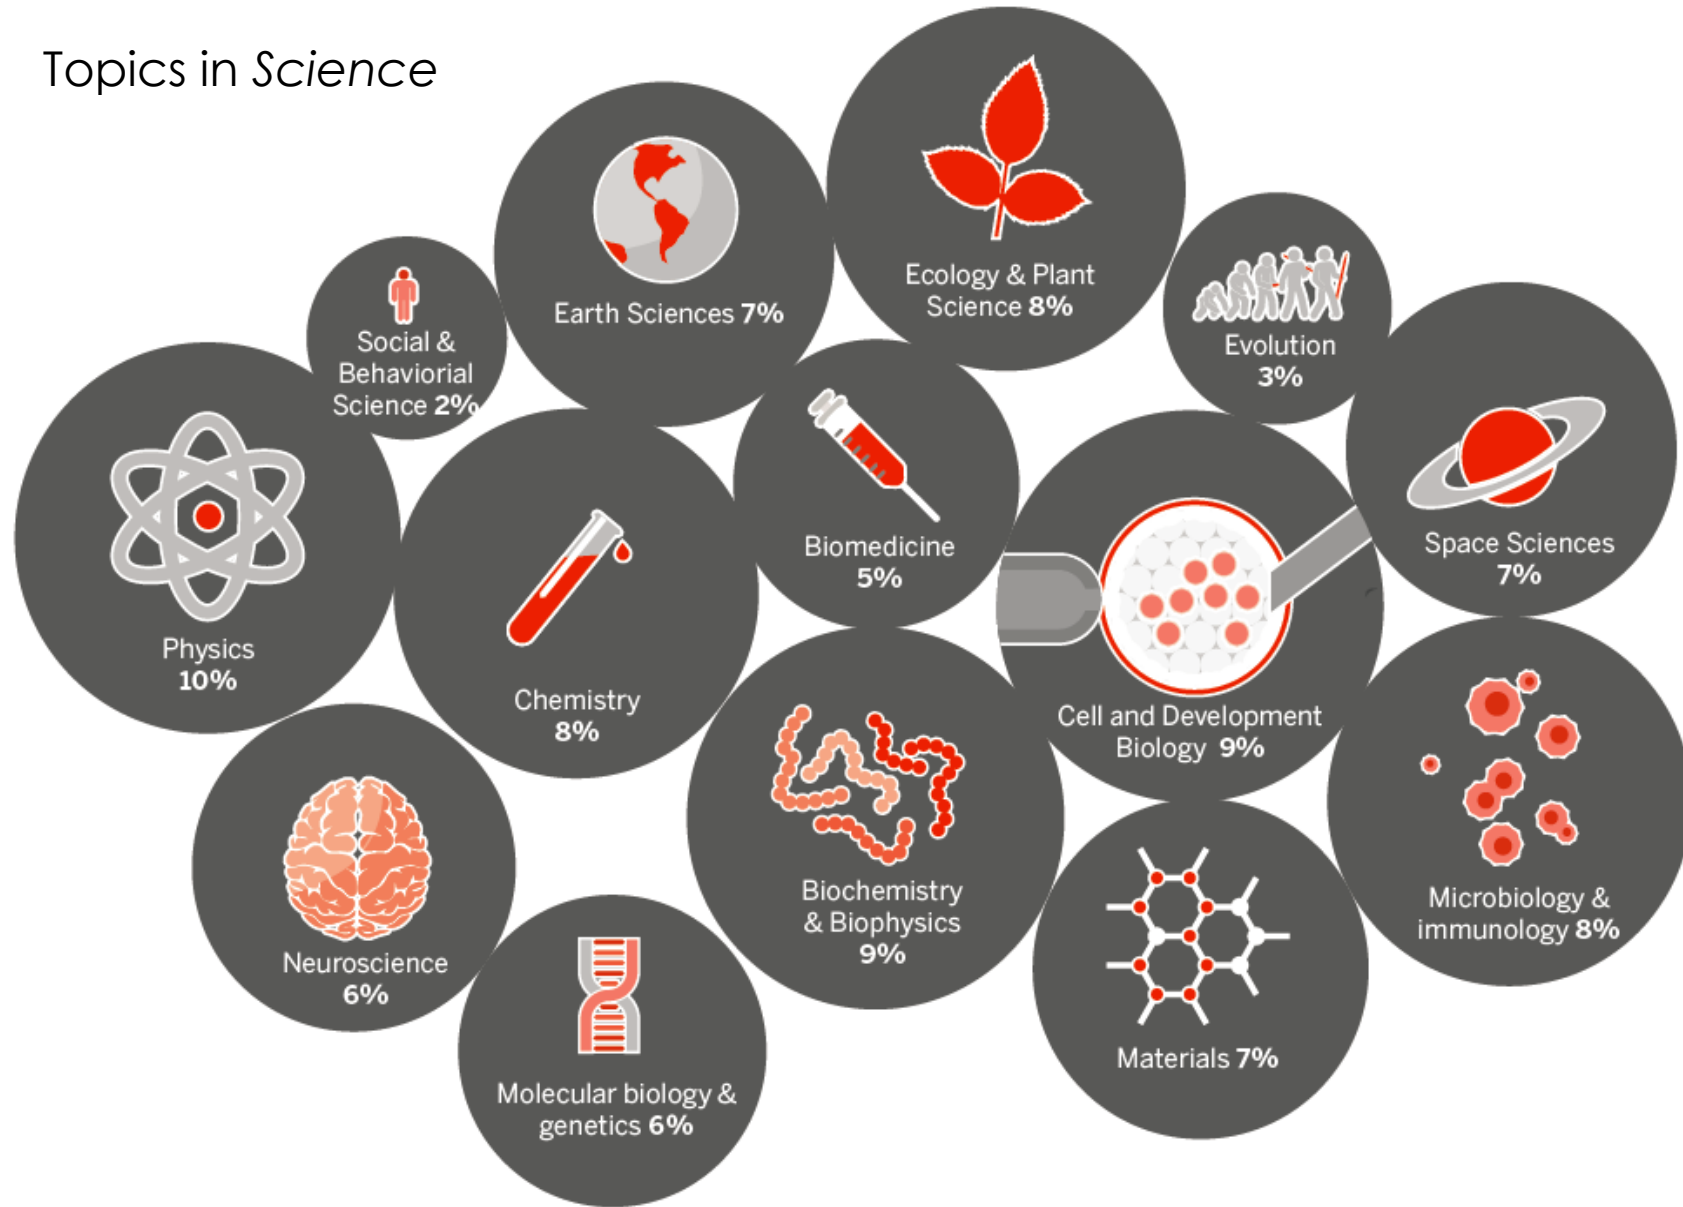 Topics in Science
Ecology & Plant
Science 8%
Earth Sciences 7%
Social &
Behaviorial
Science 2%
Evolution
3%
Biomedicine
5%
Space Sciences
7%
Physics
10%
Chemistry
8%
Cell and Development
Biology 9%
Biochemistry
& Biophysics
9%
Microbiology &
immunology 8%
Neuroscience
6%
Materials 7%
Molecular biology &
genetics 6%